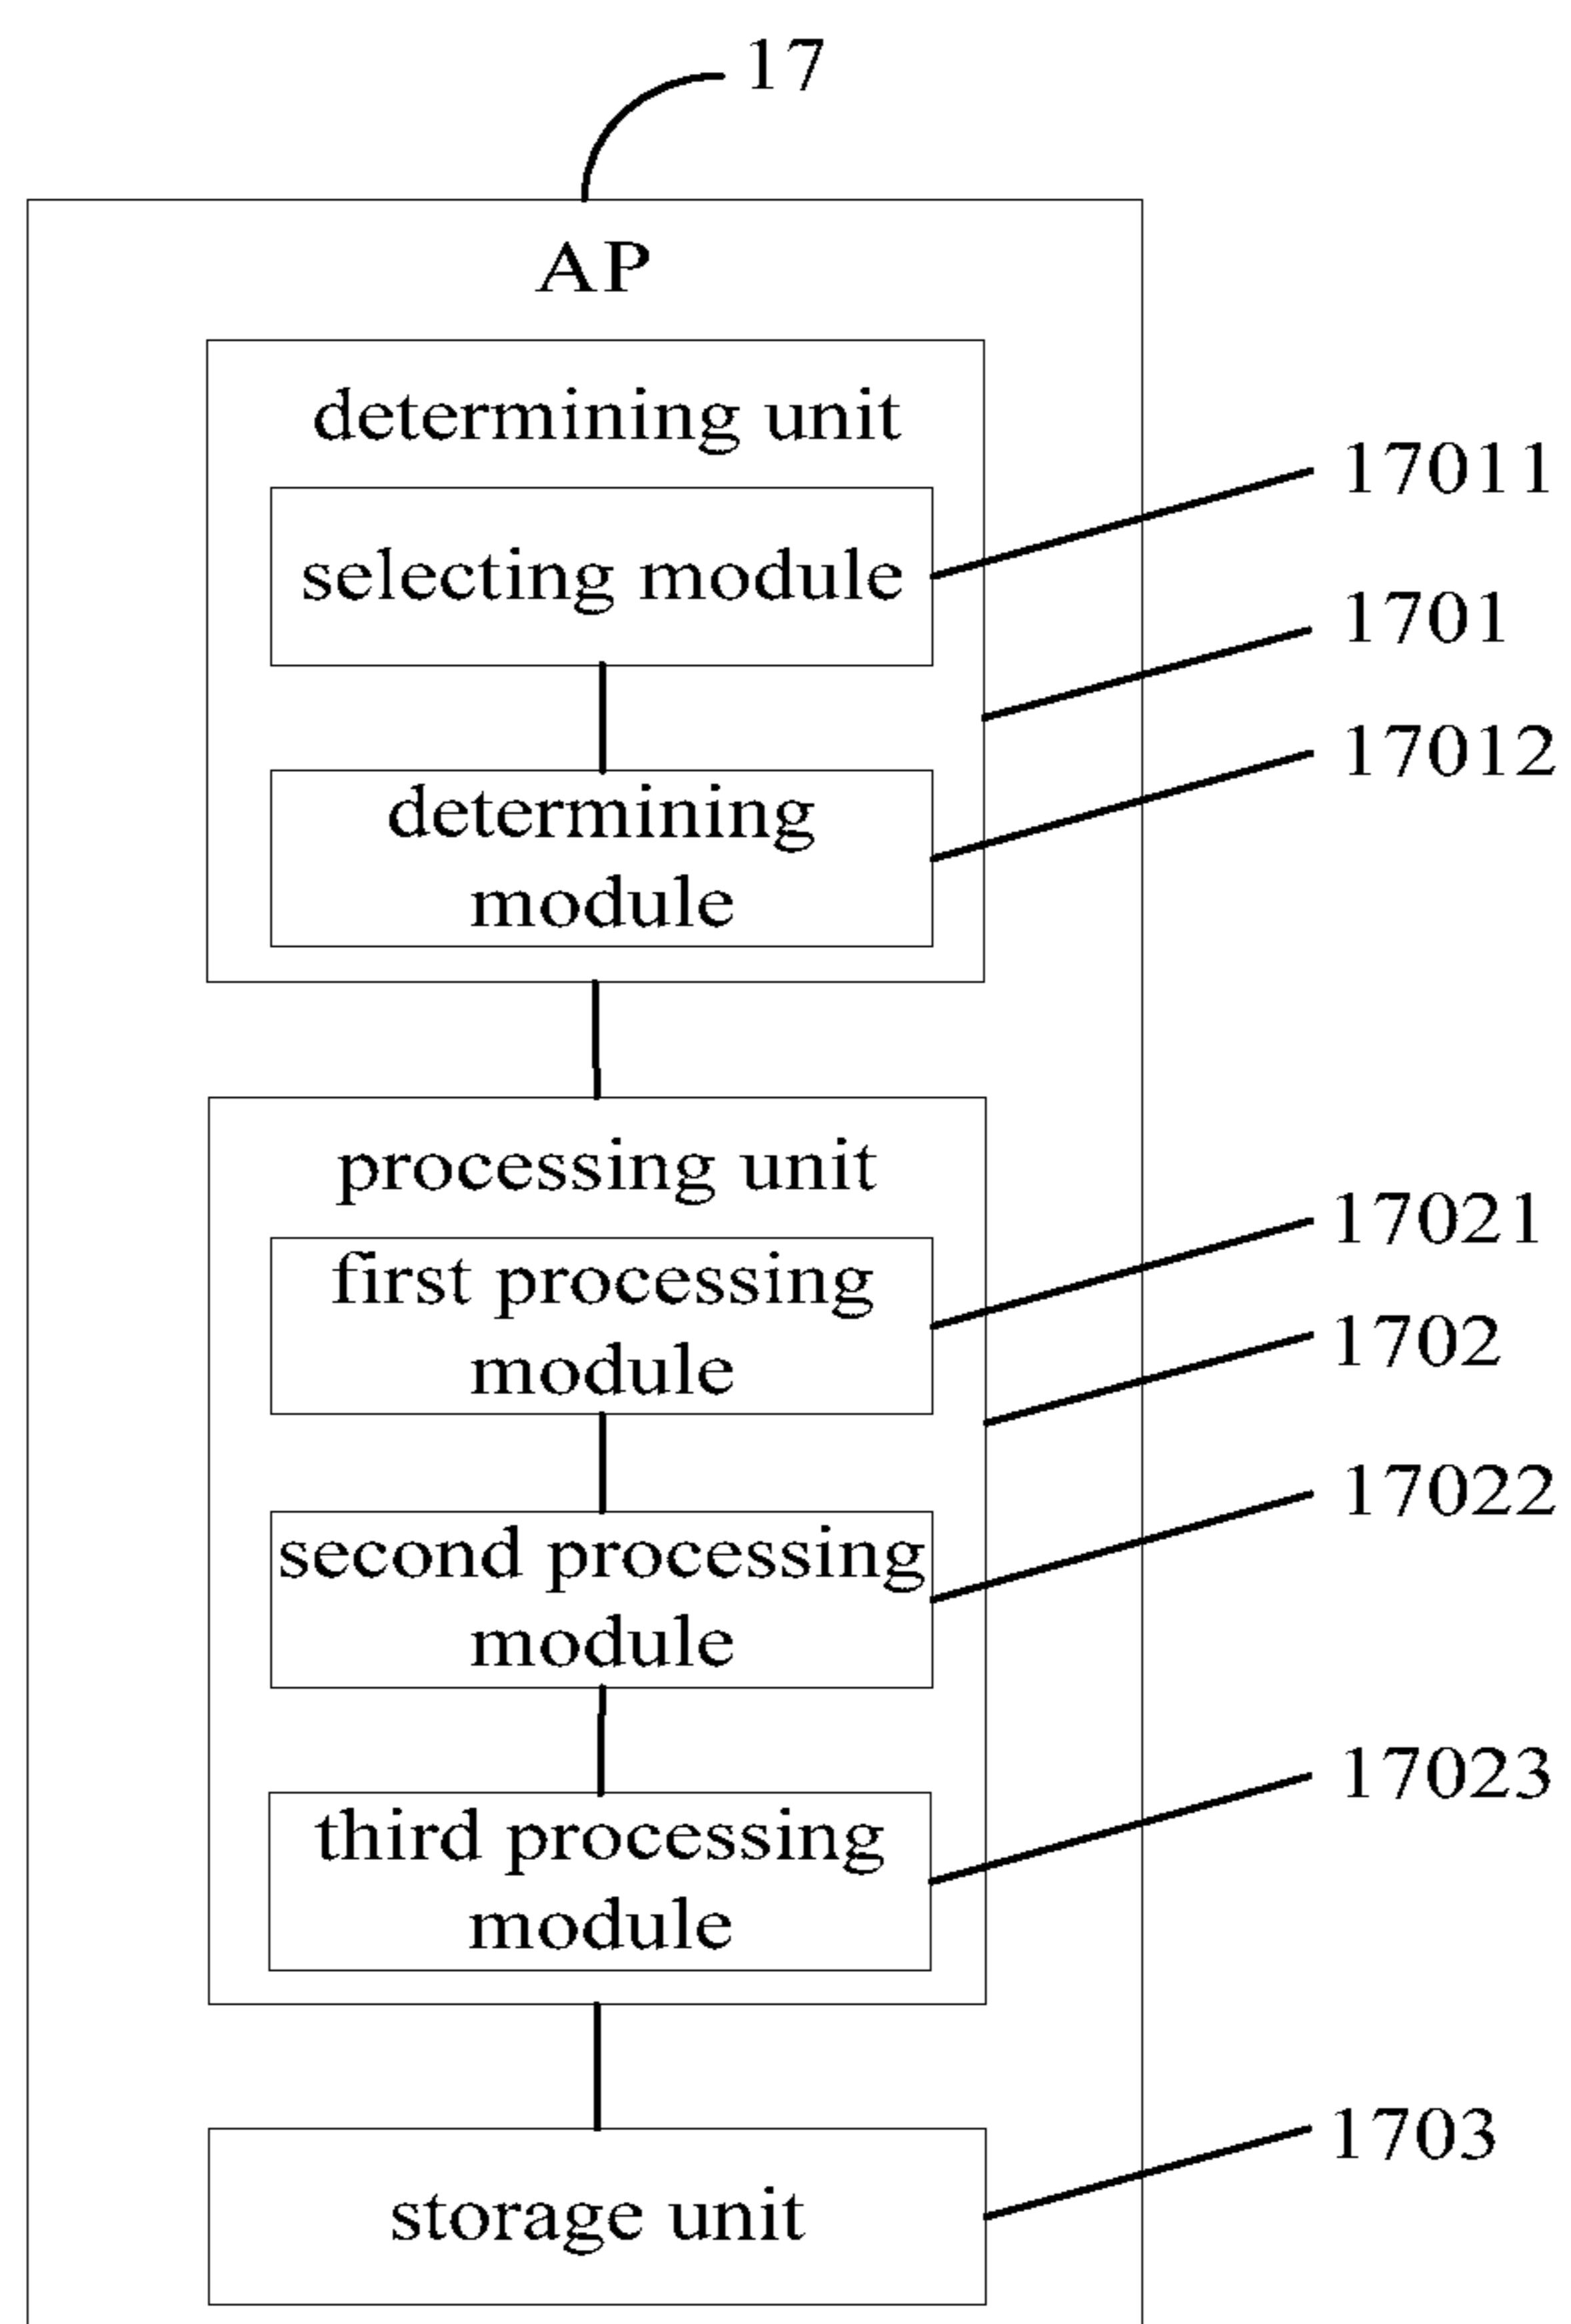 17
AP
determining unit
17011
selecting module
1701
17012
determining
module
processing unit
17021
first processing
module
1702
17022
second processing
module
17023
third processing
module
1703
storage unit